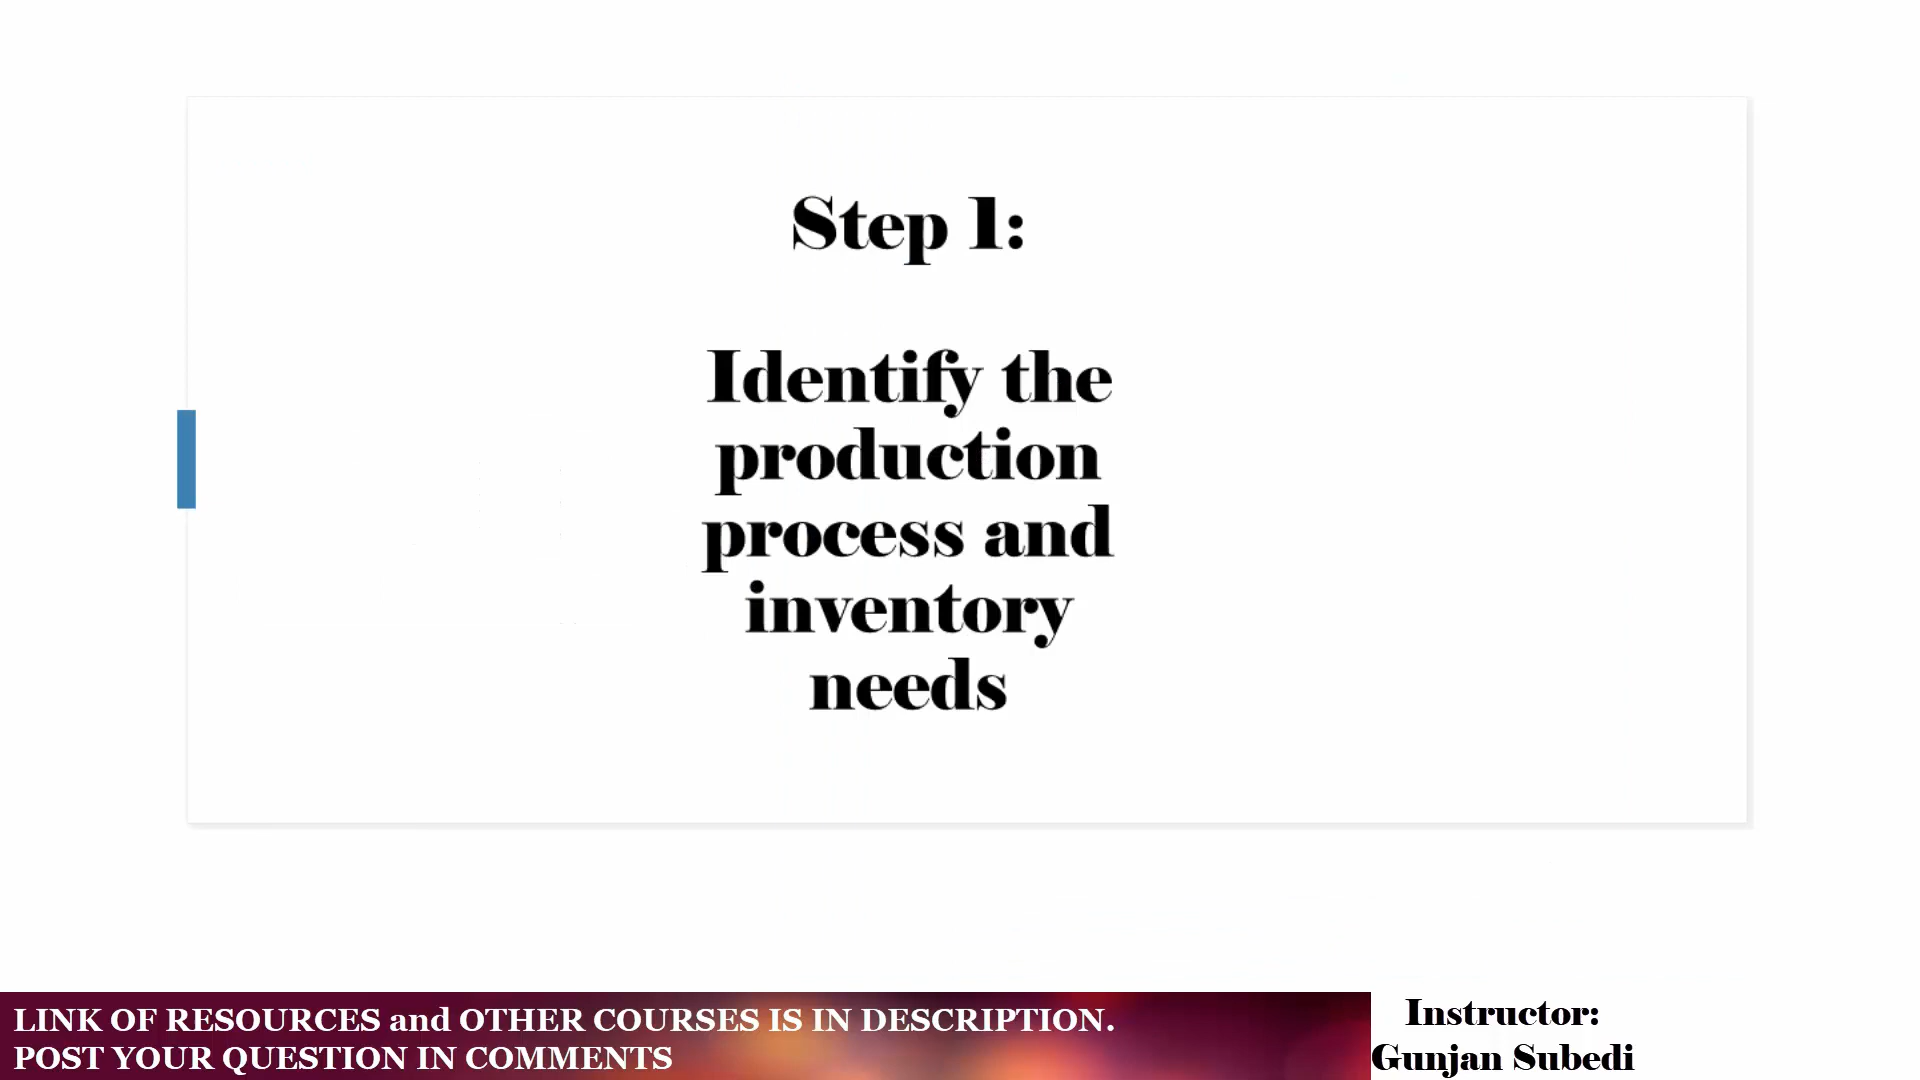 Step 1:
Identify the
production
process and
inventory
needs
LINK OF RESOURCES and OTHER COURSES IS IN DESCRIPTION.
POST YOUR QUESTION IN COMMENTS
Instructor:
Gunjan Subedi